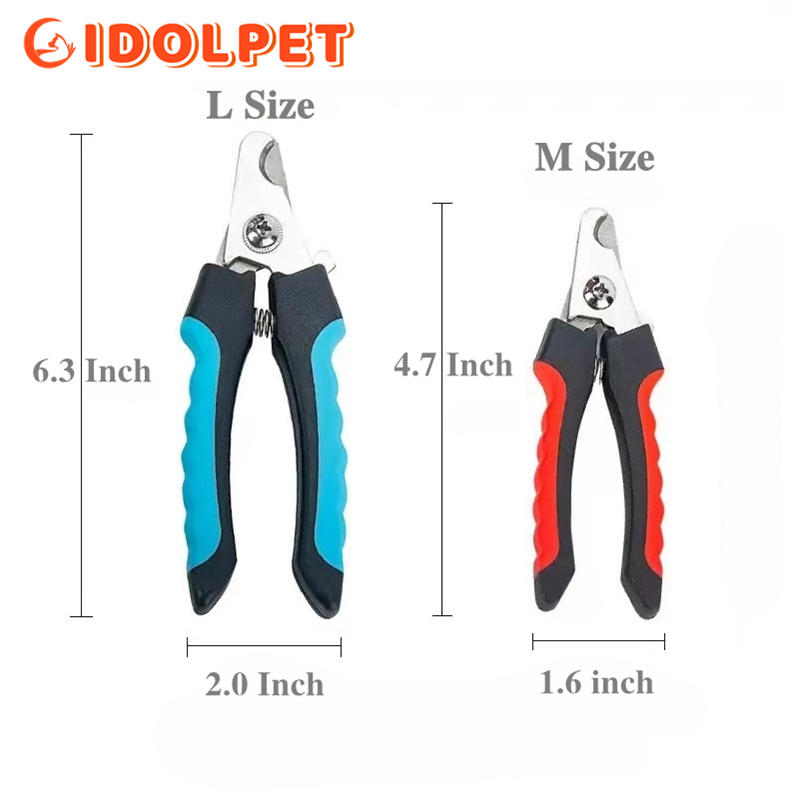 IDOLPET
L Size
M Size
6.3 Inch
4.7 Inch
2.0 Inch
1.6 inch